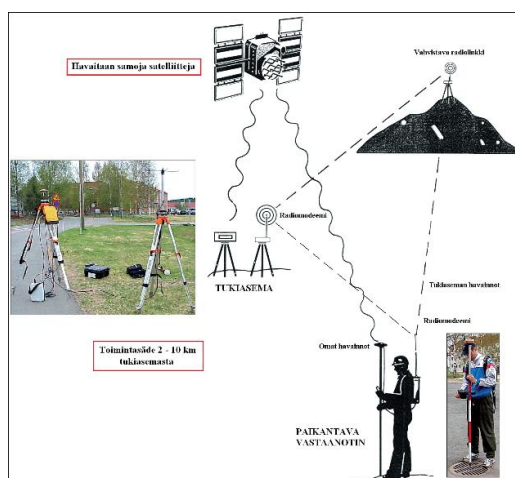 Havaitaan samoja satelliitteja
Vahvistava radiolinkki
Radiomodeemi
TUKIASEMA
Tukiaseman havainnot
Radiomodeemi
Toimintasäde 2 - 10 km
tukiasemasta
Omat havainnot
PAIKANTAVA
VASTAANOTIN